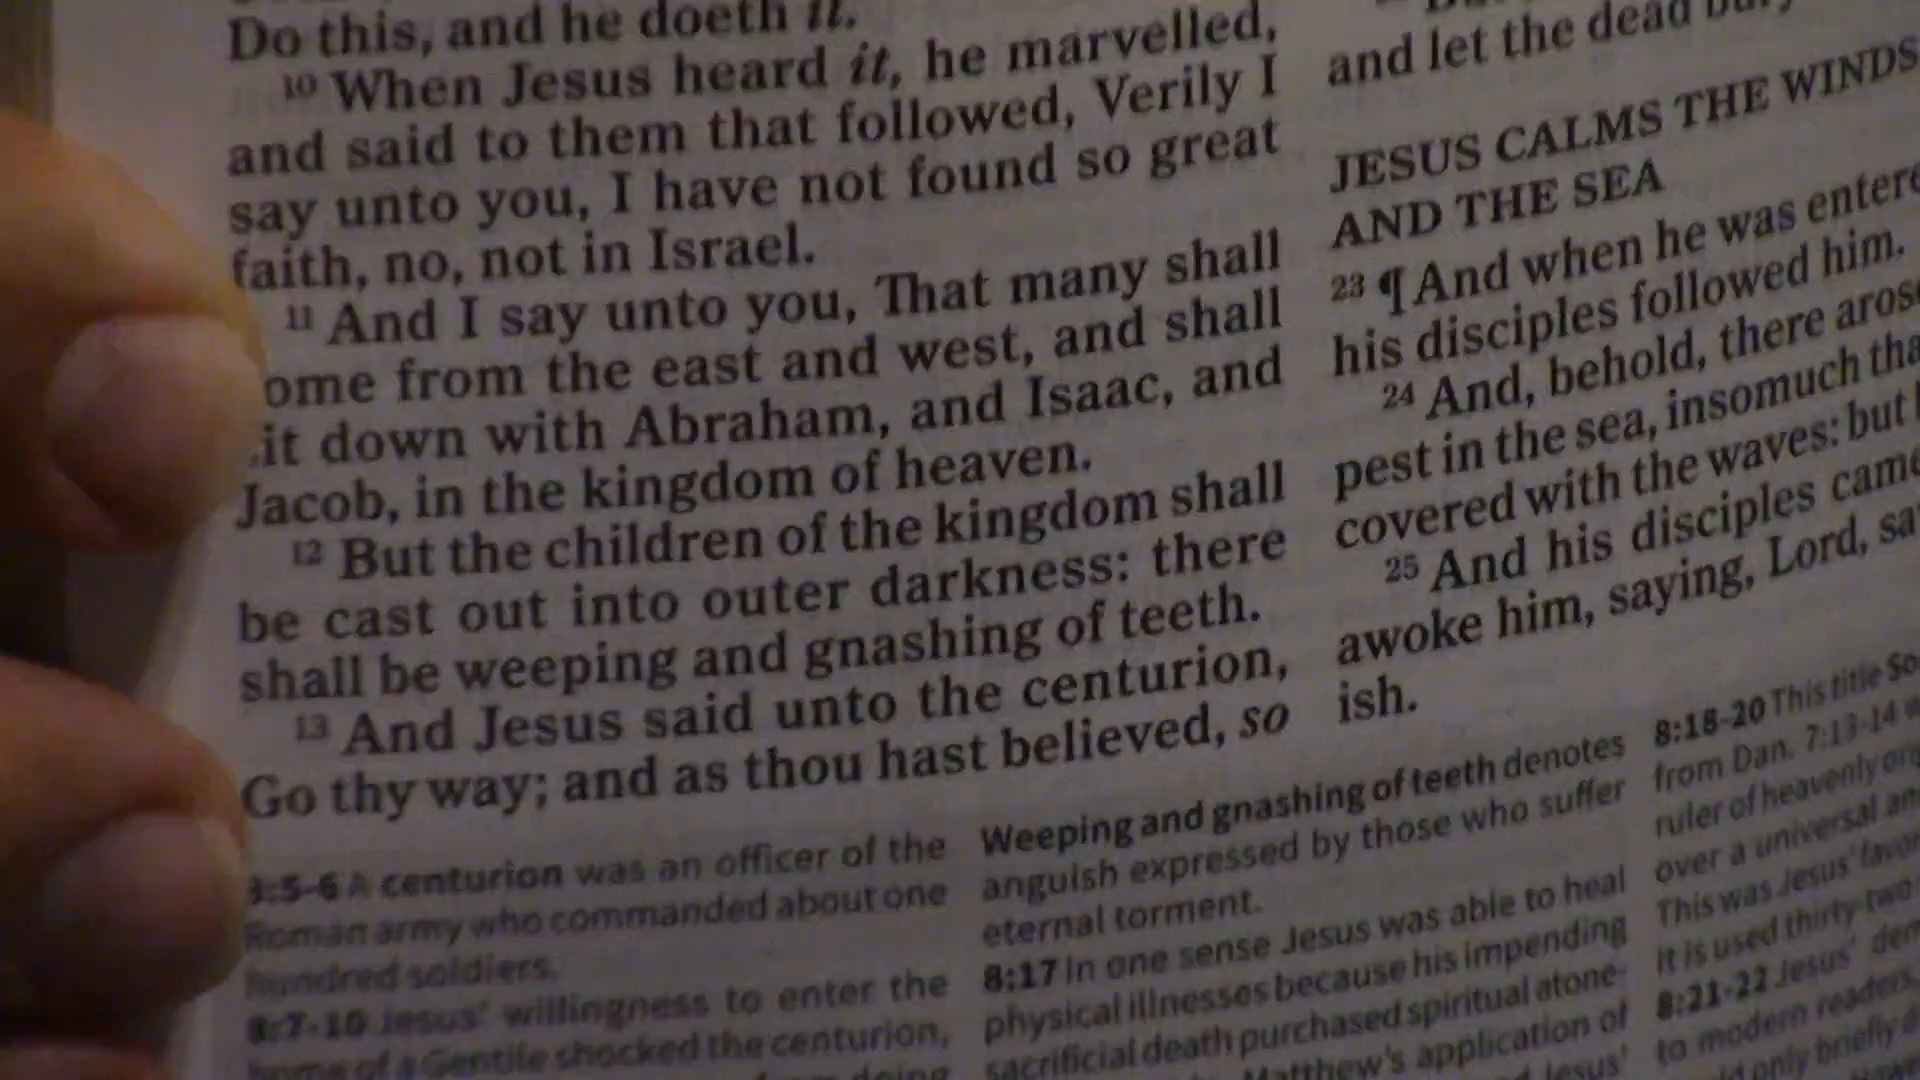 Do this, and he doeth it.
10 When Jesus heard it, he marvelled,
and said to them that followed, Verily I
say unto you, I have not found so great
faith, no, not in Israel.
11 And I say unto you, That many shall
ome from the east and west, and shall
it down with Abraham, and Isaac, and
Jacob, in the kingdom of heaven.
12 But the children of the kingdom shall
be cast out into outer darkness: there
shall be weeping and gnashing of teeth.
13 And Jesus said unto the centurion,
Go thy way; and as thou hast believed, so
and let the dead bury
JESUS CALMS THE WINDS
AND THE SEA
23 ¶ And when he was entere
his disciples followed him.
24 And, behold, there arose
pest in the sea, insomuch tha
covered with the waves: but
25 And his disciples came
awoke him, saying, Lord, sa
ish.
8:5-6 A centurion was an officer of the
Roman army who commanded about one
hundred soldiers.
8:7-10 Jesus' willingness to enter the
home of a Gentile shocked the centurion,
from doing
Weeping and gnashing of teeth denotes
anguish expressed by those who suffer
eternal torment.
8:17 In one sense Jesus was able to heal
physical illnesses because his impending
sacrificial death purchased spiritual atone-
Matthew's application of
Jesus'
8:18-20 This title So
from Dan. 7:13-14 w
ruler of heavenly ori
over a universal an
This was Jesus' favor
It is used thirty-two
8:21-22 Jesus' dem
to modern readers,
only briefly d